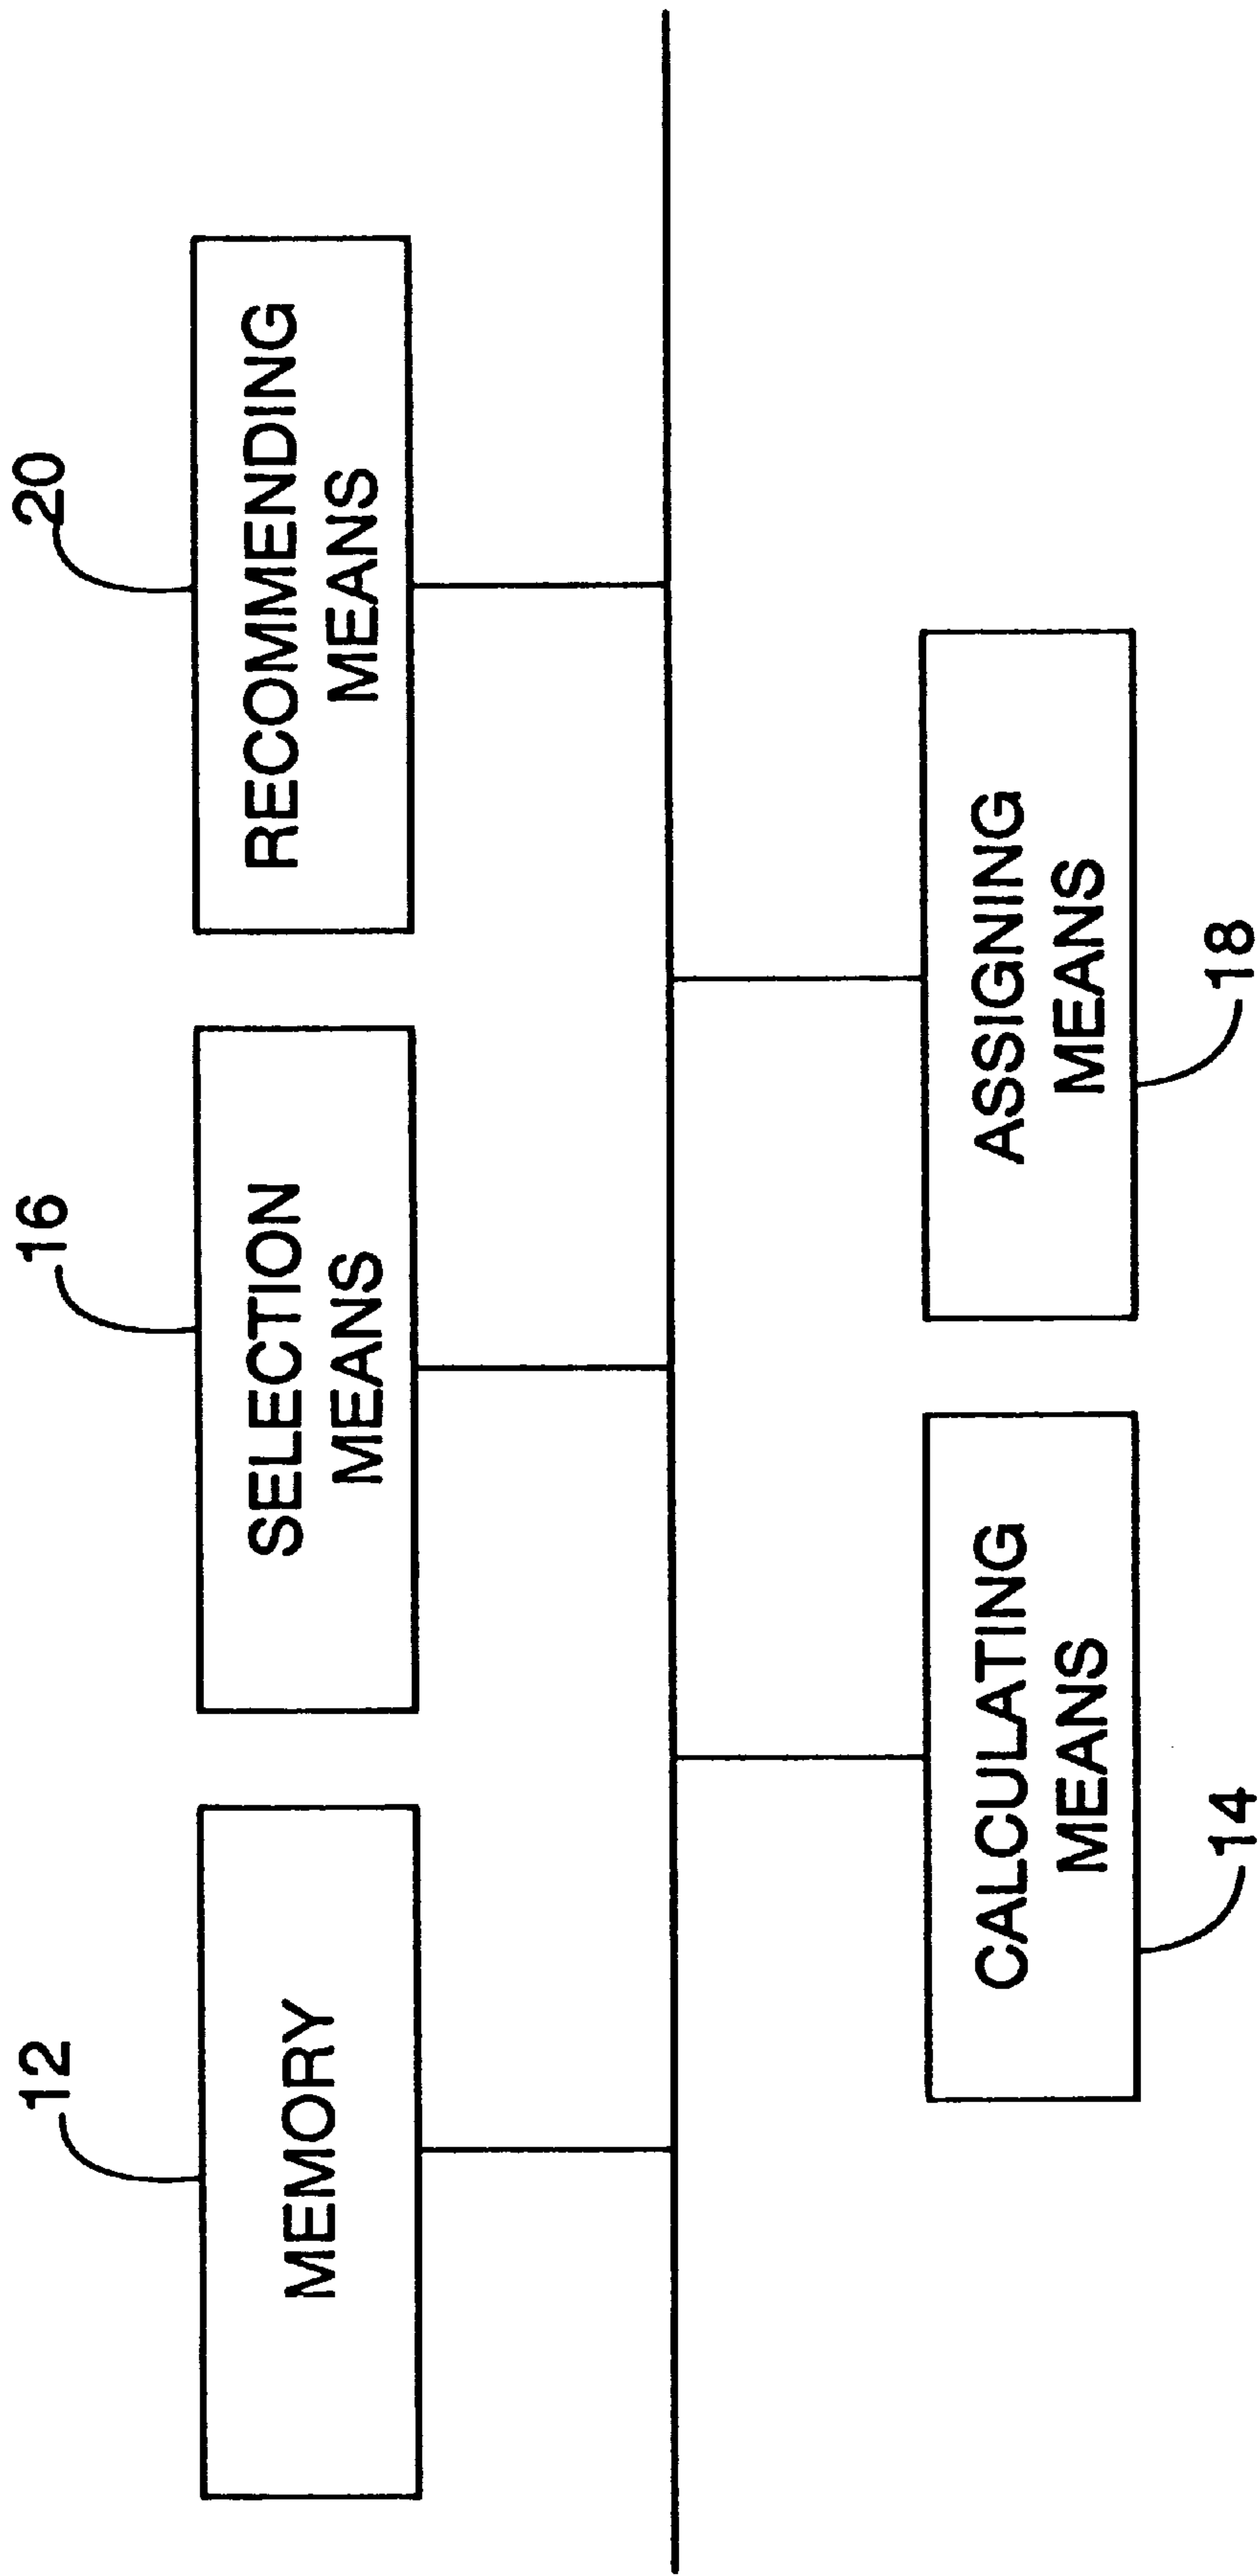 12
MEMORY
16
SELECTION
MEANS
20
RECOMMENDING
MEANS
CALCULATING
MEANS
14
ASSIGNING
MEANS
18